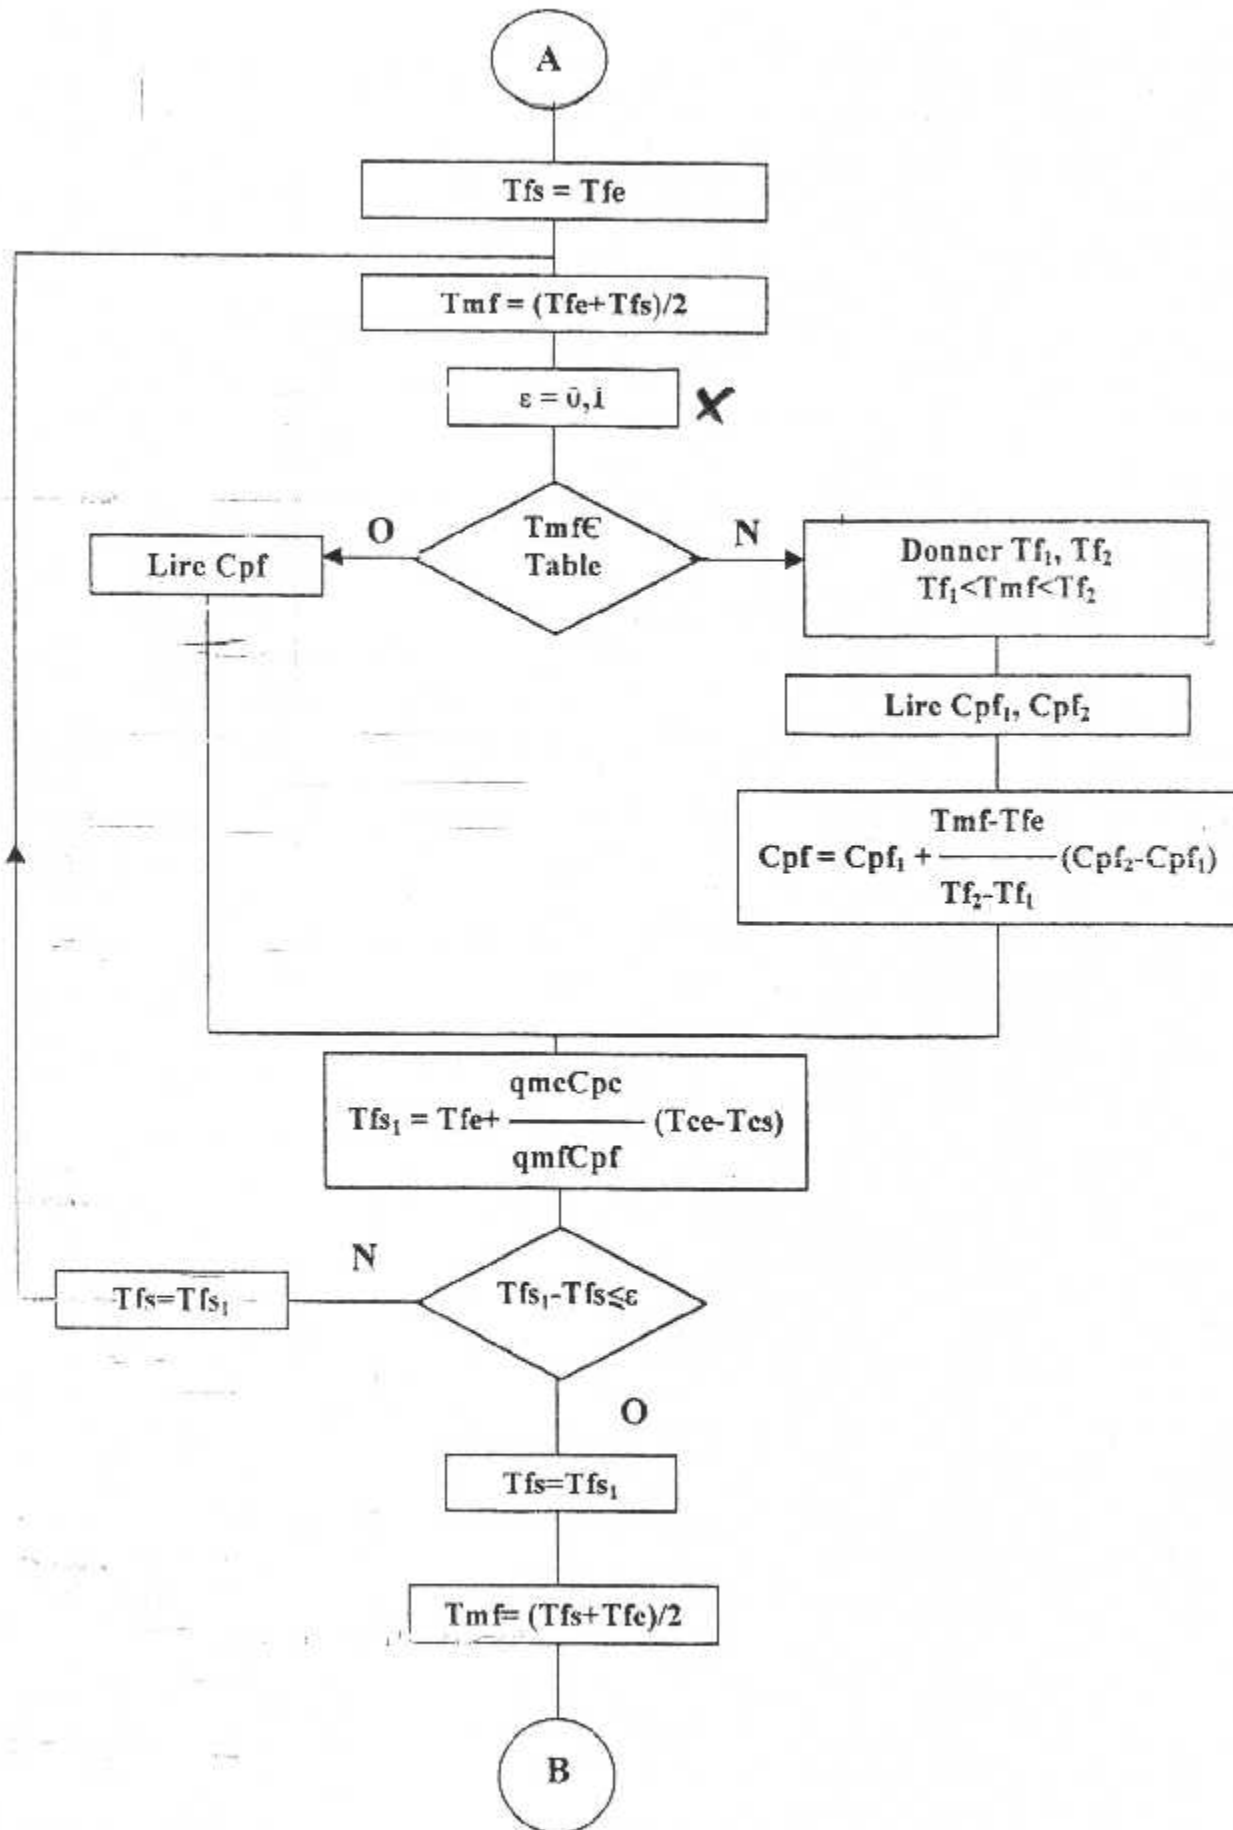 A
Tfs = Tfe
Tmf = (Tfe+Tfs)/2
ε = 0,1
X
O
Tmf€
Table
N
Lire Cpf
Donner Tf₁, Tf₂
Tf₁<Tmf<Tf₂
Lire Cpf₁, Cpf₂
Tmf-Tfe
Cpf = Cpf₁ + (Cpf₂-Cpf₁)
Tf₂-Tf₁
qmcCpc
Tfs₁ = Tfe+ (Tce-Tcs)
qmfCpf
N
Tfs₁-Tfs≤ε
Tfs=Tfs₁
O
Tfs=Tfs₁
Tmf= (Tfs+Tfe)/2
B